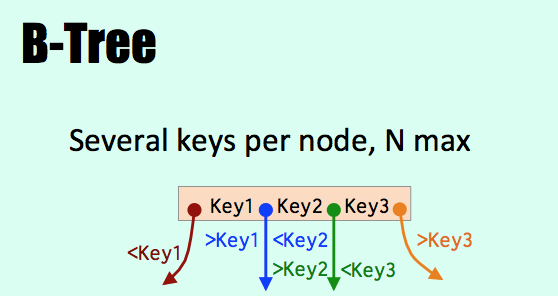 B-Tree
Several keys per node, N max
Key1 Key2 Key3
<Key1 >Key1 <Key2 >Key3
>Key2 <Key3